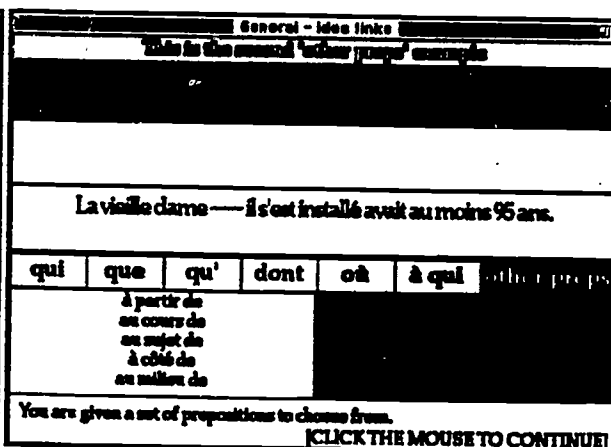 General - idea links
This is the second "other preps" example
La vieille dame — il s'est installé avait au moins 95 ans.
qui que qu' dont où à qui other preps
à partir de
au cours de
au sujet de
à côté de
au milieu de
You are given a set of prepositions to choose from.
[CLICK THE MOUSE TO CONTINUE]